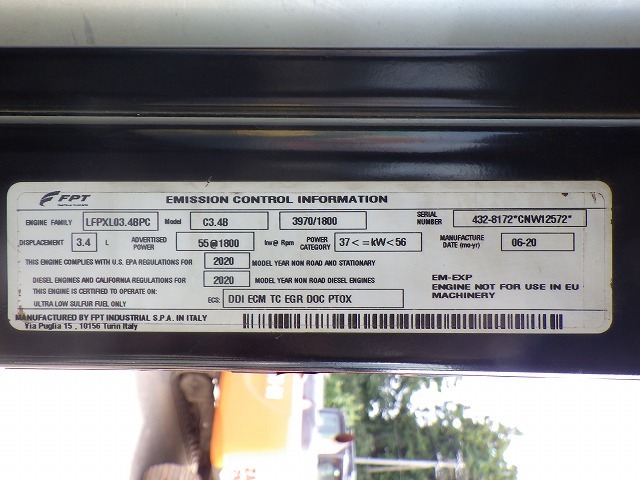 FPT EMISSION CONTROL INFORMATION
ENGINE FAMILY LFPXL03.4BPC Model C3.4B 3970/1800 SERIAL NUMBER 432-8172*CNW12572*
DISPLACEMENT 3.4 L ADVERTISED POWER 55@1800 kw@ Rpm POWER CATEGORY 37<=kW<56 MANUFACTURE DATE (mo-yr) 06-20
THIS ENGINE COMPLIES WITH U.S. EPA REGULATIONS FOR 2020 MODEL YEAR NON ROAD AND STATIONARY
DIESEL ENGINES AND CALIFORNIA REGULATIONS FOR 2020 MODEL YEAR NON ROAD DIESEL ENGINES
THIS ENGINE IS CERTIFIED TO OPERATE ON:
ULTRA LOW SULFUR FUEL ONLY
ECS: DDI ECM TC EGR DOC PTOX
EM-EXP
ENGINE NOT FOR USE IN EU
MACHINERY
MANUFACTURED BY FPT INDUSTRIAL S.P.A. IN ITALY
Via Puglia 15 , 10156 Turin Italy